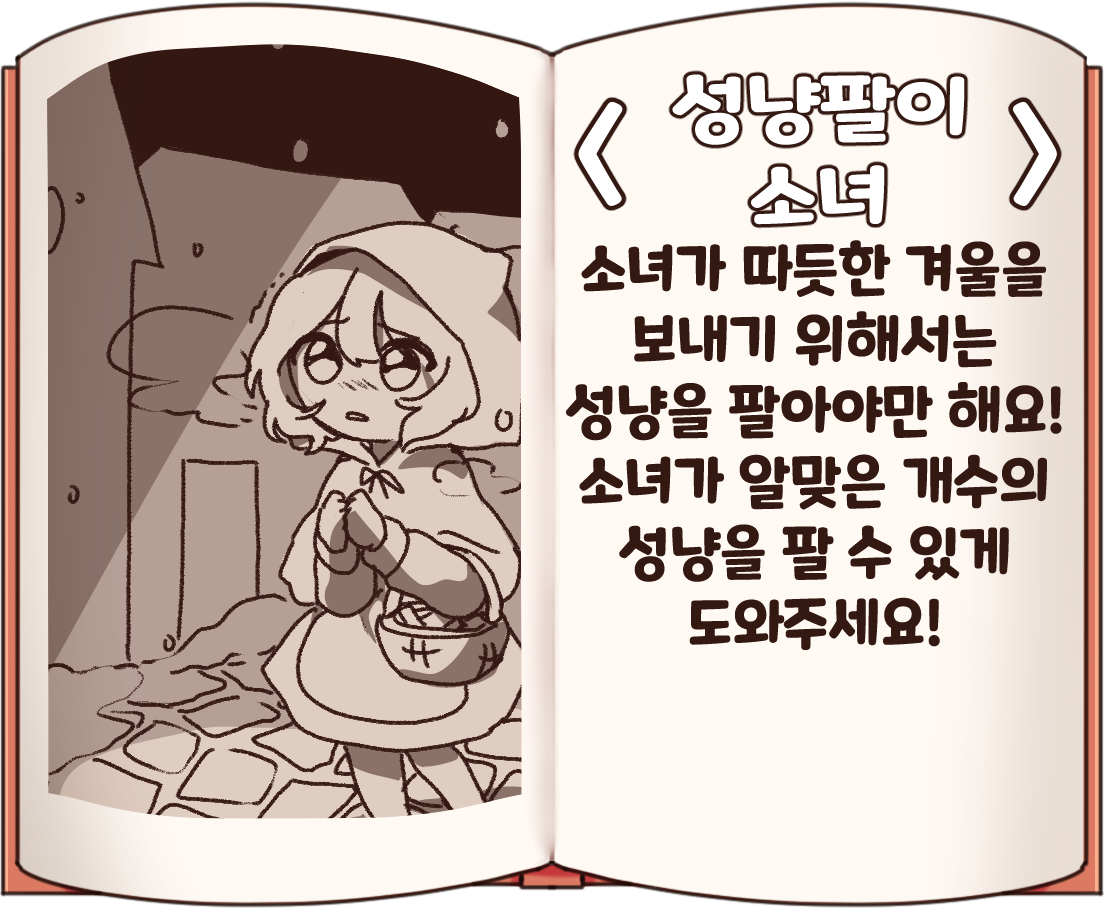 〈 성냥팔이
소녀 〉
소녀가 따듯한 겨울을
보내기 위해서는
성냥을 팔아야만 해요!
소녀가 알맞은 개수의
성냥을 팔 수 있게
도와주세요!